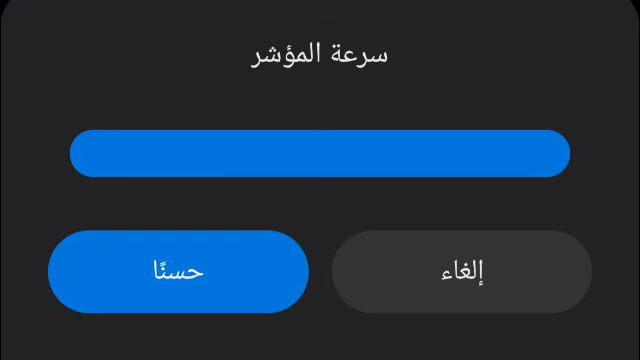 سرعة المؤشر
إلغاء
حسنًا